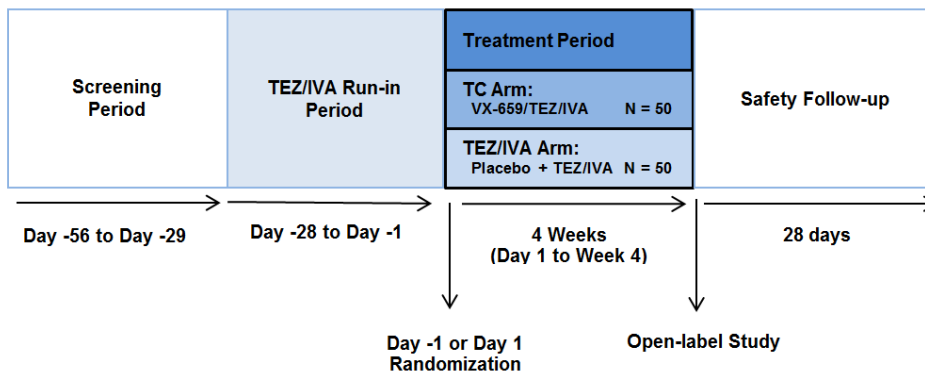 Screening
Period
TEZ/IVA Run-in
Period
Treatment Period
TC Arm:
VX-659/TEZ/IVA N = 50
TEZ/IVA Arm:
Placebo + TEZ/IVA N = 50
Safety Follow-up
Day -56 to Day -29
Day -28 to Day -1
4 Weeks
(Day 1 to Week 4)
28 days
Day -1 or Day 1
Randomization
Open-label Study